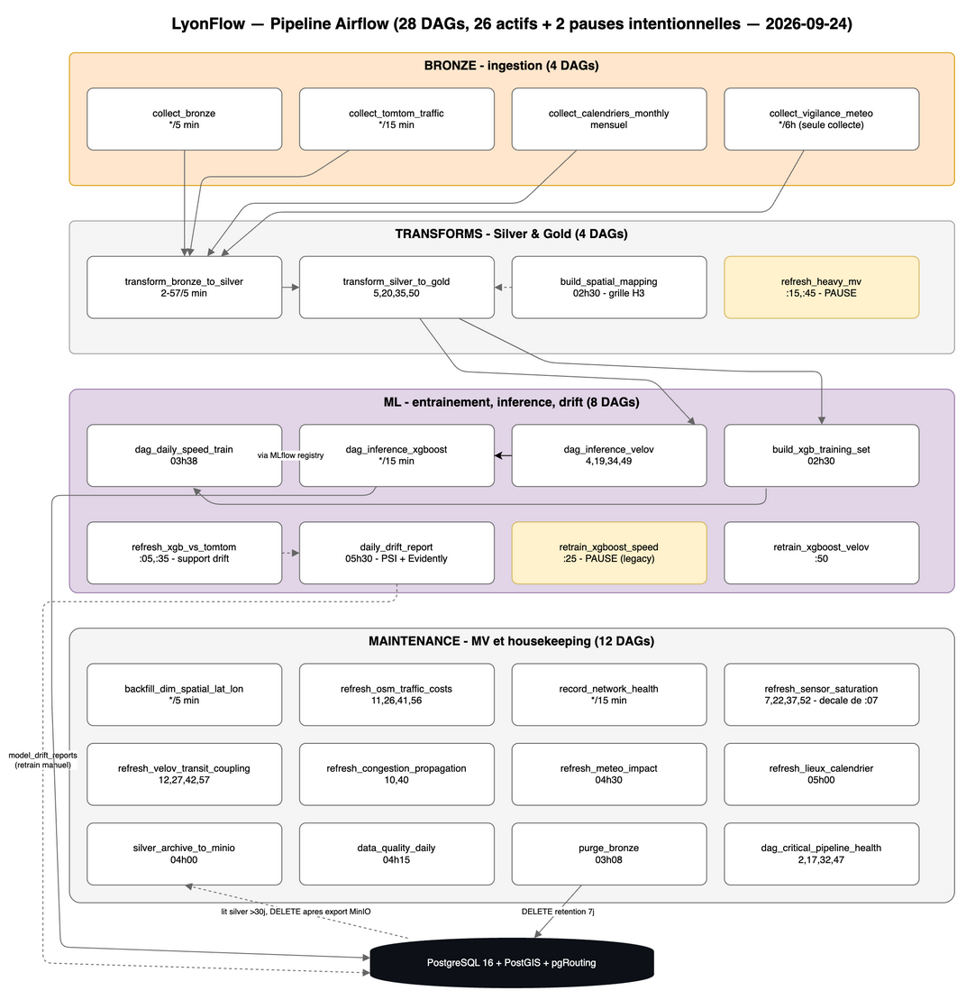 LyonFlow — Pipeline Airflow (28 DAGs, 26 actifs + 2 pauses intentionnelles — 2026-09-24)
BRONZE - ingestion (4 DAGs)
collect_bronze
*/5 min
collect_tomtom_traffic
*/15 min
collect_calendriers_monthly
mensuel
collect_vigilance_meteo
*/6h (seule collecte)
TRANSFORMS - Silver & Gold (4 DAGs)
transform_bronze_to_silver
2-57/5 min
transform_silver_to_gold
5,20,35,50
build_spatial_mapping
02h30 - grille H3
refresh_heavy_mv
:15,:45 - PAUSE
ML - entrainement, inference, drift (8 DAGs)
dag_daily_speed_train
03h38
via MLflow registry
dag_inference_xgboost
*/15 min
dag_inference_velov
4,19,34,49
build_xgb_training_set
02h30
refresh_xgb_vs_tomtom
:05,:35 - support drift
daily_drift_report
05h30 - PSI + Evidently
retrain_xgboost_speed
:25 - PAUSE (legacy)
retrain_xgboost_velov
:50
MAINTENANCE - MV et housekeeping (12 DAGs)
backfill_dim_spatial_lat_lon
*/5 min
refresh_osm_traffic_costs
11,26,41,56
record_network_health
*/15 min
refresh_sensor_saturation
7,22,37,52 - decale de :07
model_drift_reports
(retrain manuel)
refresh_velov_transit_coupling
12,27,42,57
refresh_congestion_propagation
10,40
refresh_meteo_impact
04h30
refresh_lieux_calendrier
05h00
silver_archive_to_minio
04h00
data_quality_daily
04h15
purge_bronze
03h08
dag_critical_pipeline_health
2,17,32,47
lit silver >30j, DELETE apres export MinIO
DELETE retention 7j
PostgreSQL 16 + PostGIS + pgRouting